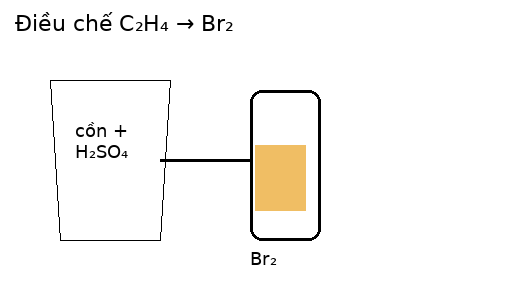 Điều chế C₂H₄ → Br₂
cồn +
H₂SO₄
Br₂